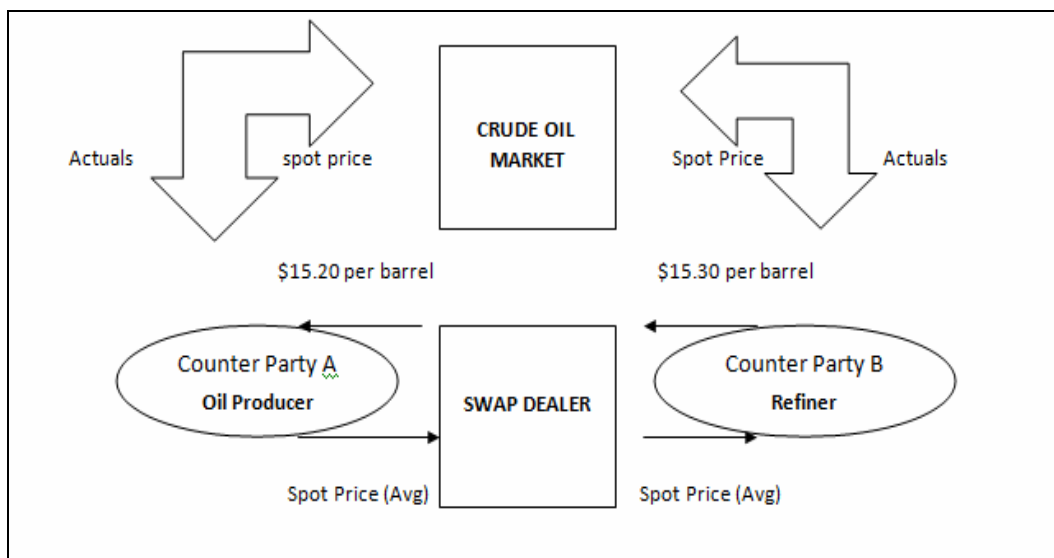 CRUDE OIL
MARKET
Actuals
spot price
Spot Price
Actuals
$15.20 per barrel
$15.30 per barrel
Counter Party A
Oil Producer
SWAP DEALER
Counter Party B
Refiner
Spot Price (Avg)
Spot Price (Avg)